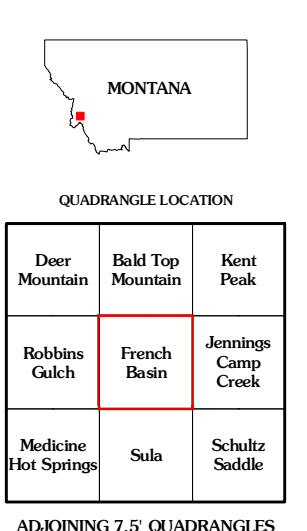 MONTANA
QUADRANGLE LOCATION
Deer
Mountain
Bald Top
Mountain
Kent
Peak
Robbins
Gulch
French
Basin
Jennings
Camp
Creek
Medicine
Hot Springs
Sula
Schultz
Saddle
ADJOINING 7.5' QUADRANGLES